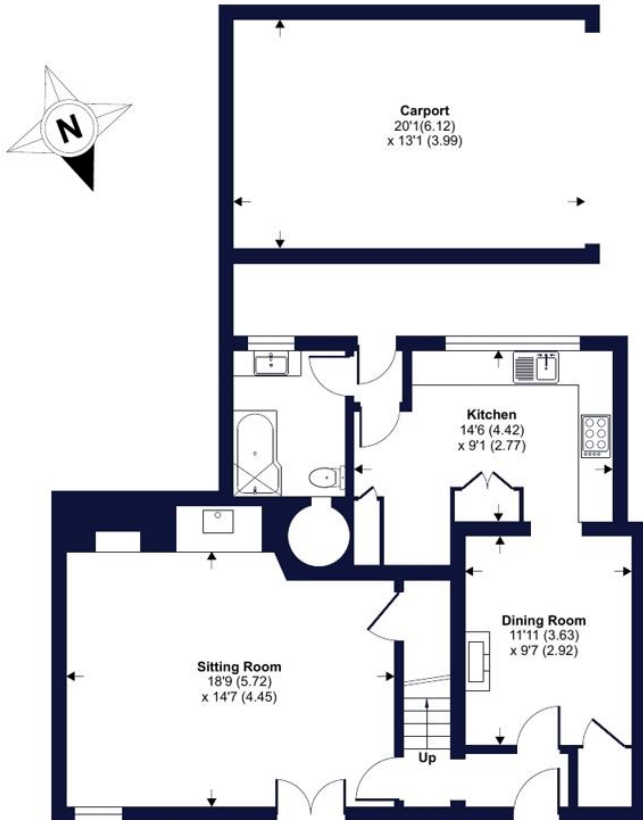 N
Carport
20'1(6.12)
x 13'1 (3.99)
Kitchen
14'6 (4.42)
x 9'1 (2.77)
Dining Room
11'11 (3.63)
x 9'7 (2.92)
Sitting Room
18'9 (5.72)
x 14'7 (4.45)
Up